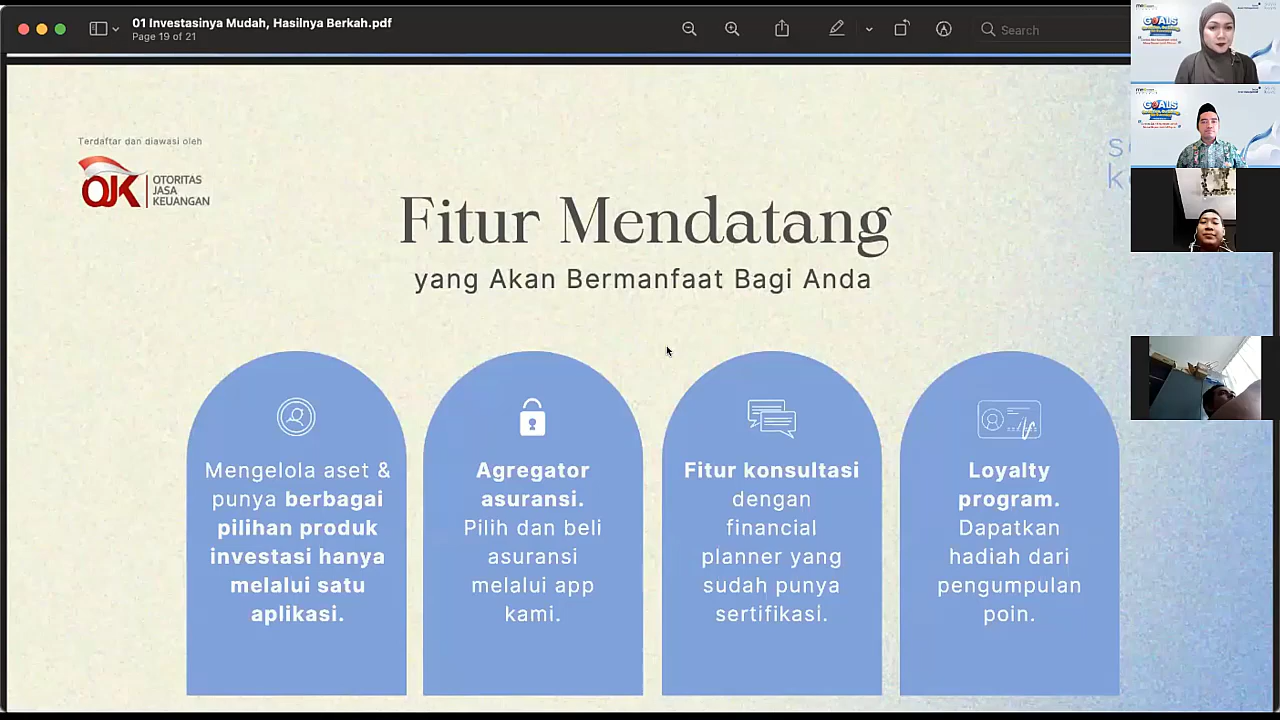 01 Investasinya Mudah, Hasilnya Berkah.pdf
Page 19 of 21
Search
Terdaftar dan diawasi oleh
OJK
OTORITAS
JASA
KEUANGAN
Fitur Mendatang
yang Akan Bermanfaat Bagi Anda
Mengelola aset &
punya berbagai
pilihan produk
investasi hanya
melalui satu
aplikasi.
Agregator
asuransi.
Pilih dan beli
asuransi
melalui app
kami.
Fitur konsultasi
dengan
financial
planner yang
sudah punya
sertifikasi.
Loyalty
program.
Dapatkan
hadiah dari
pengumpulan
poin.
GOALS
GOALS